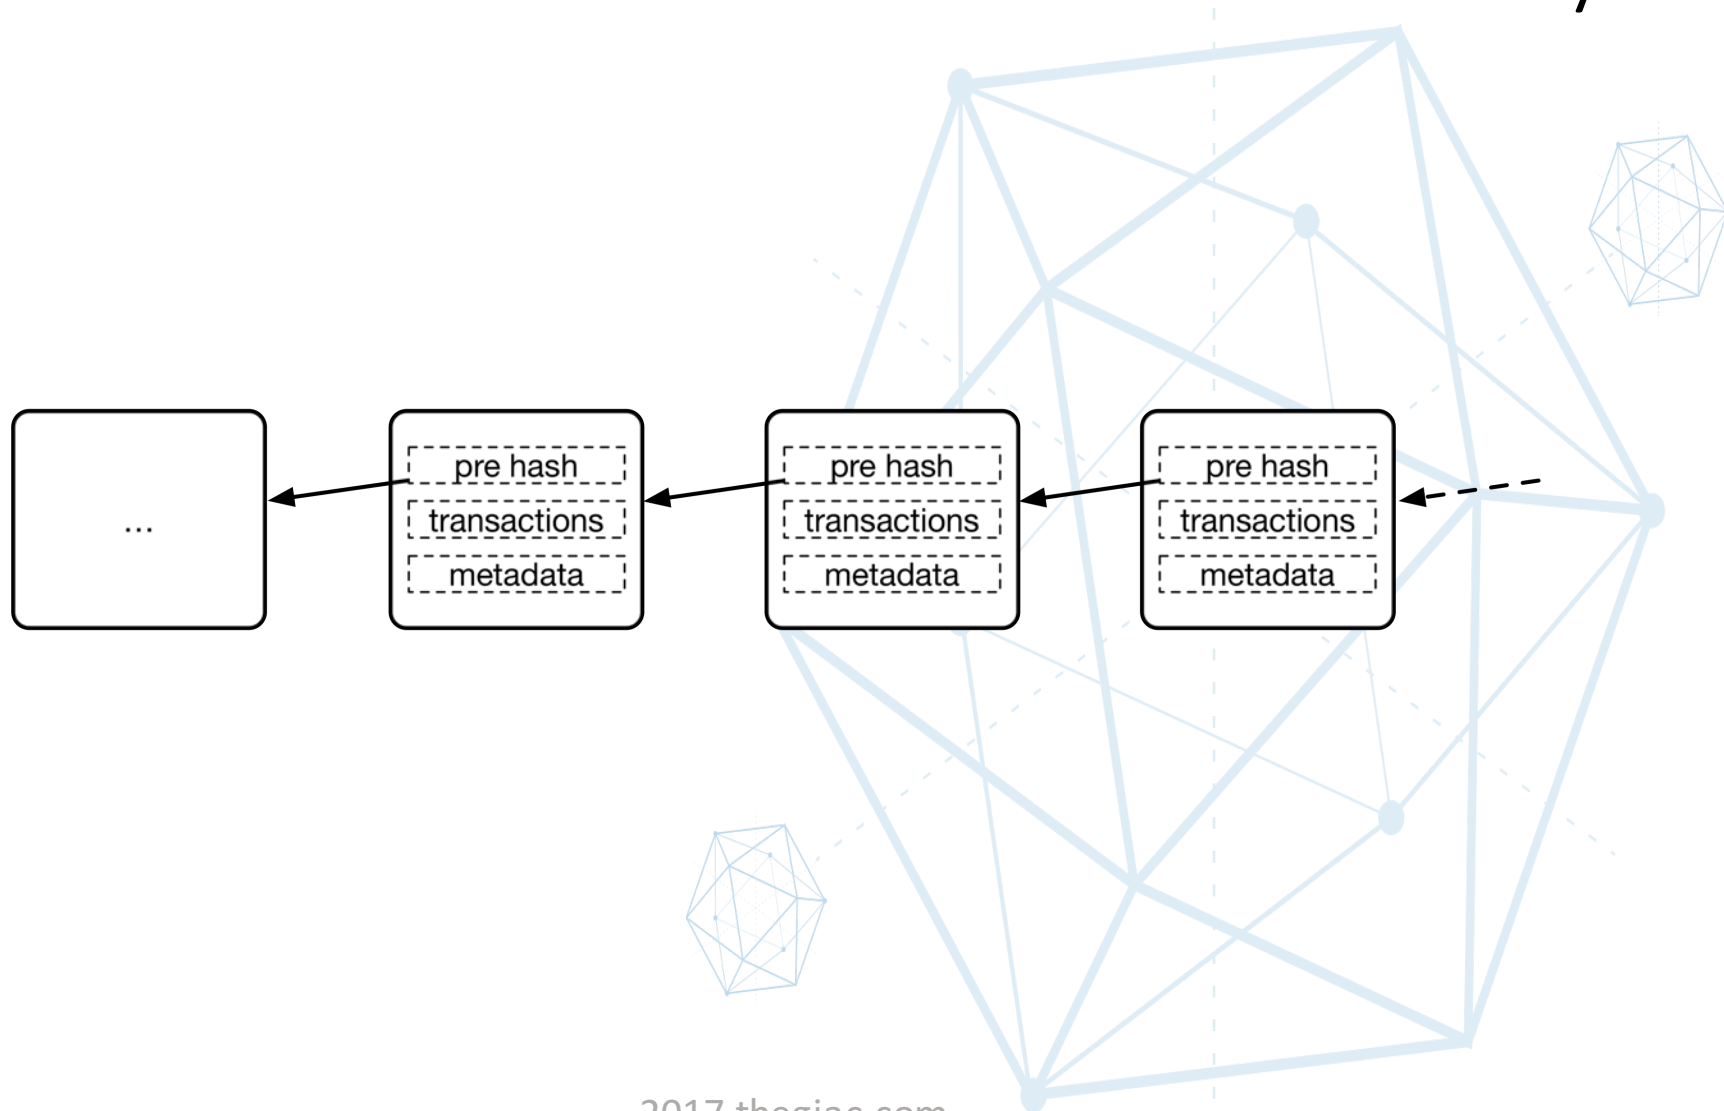 ...
pre hash
transactions
metadata
pre hash
transactions
metadata
pre hash
transactions
metadata